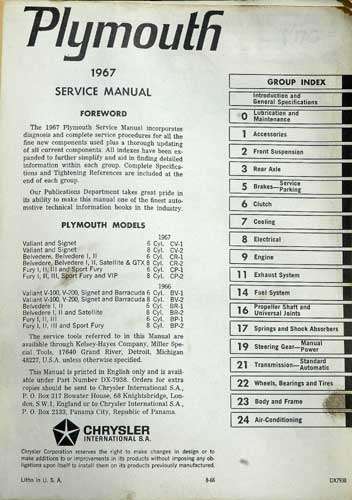 Plymouth
1967
SERVICE MANUAL
FOREWORD
The 1967 Plymouth Service Manual incorporates
diagnosis and complete service procedures for all the
fine new components used plus a thorough updating
of all current components. All indexes have been ex-
panded to further simplify and aid in finding detailed
information within each group. Complete Specifica-
tions and Tightening References are included at the
end of each group.
Our Publications Department takes great pride in
its ability to make this manual one of the finest auto-
motive technical information books in the industry.
PLYMOUTH MODELS
1967
Valiant and Signet 6 Cyl. CV-1
Valiant and Signet 8 Cyl. CV-2
Belvedere, Belvedere I, II 6 Cyl. CR-1
Belvedere, Belvedere I, II, Satellite & GTX 8 Cyl. CR-2
Fury I, II, III and Sport Fury 6 Cyl. CP-1
Fury I, II, III, Sport Fury and VIP 8 Cyl. CP-2
1966
Valiant V-100, V-200, Signet and Barracuda 6 Cyl. BV-1
Valiant V-100, V-200, Signet and Barracuda 8 Cyl. BV-2
Belvedere I, II 6 Cyl. BR-1
Belvedere I, II and Satellite 8 Cyl. BR-2
Fury I, II, III 6 Cyl. BP-1
Fury I, II, III 8 Cyl. BP-2
The service tools referred to in this Manual are
available through Kelsey-Hayes Company, Miller Spe-
cial Tools, 17640 Grand River, Detroit, Michigan
48227, U.S.A. unless otherwise specified.
This Manual is printed in English only and is avail-
able under Part Number DX-7938. Orders for extra
copies should be sent to Chrysler International S.A.,
P. O. Box 317 Bowater House, 68 Knightsbridge, Lon-
don, SW.1, England or to Chrysler International S.A.,
P. O. Box 2133, Panama City, Republic of Panama.
CHRYSLER
INTERNATIONAL S.A.
Chrysler Corporation reserves the right to make changes in design or to
make additions to or improvements in its products without imposing any ob-
ligations upon itself to install them on its products previously manufactured.
Litho in U. S. A.
8-66
GROUP INDEX
Introduction and
General Specifications
0 Lubrication and
Maintenance
1 Accessories
2 Front Suspension
3 Rear Axle
5 Brakes—Service
Parking
6 Clutch
7 Cooling
8 Electrical
9 Engine
11 Exhaust System
14 Fuel System
16 Propeller Shaft and
Universal Joints
17 Springs and Shock Absorbers
19 Steering Gear—Manual
Power
21 Transmission—Standard
Automatic
22 Wheels, Bearings and Tires
23 Body and Frame
24 Air-Conditioning
DX7938